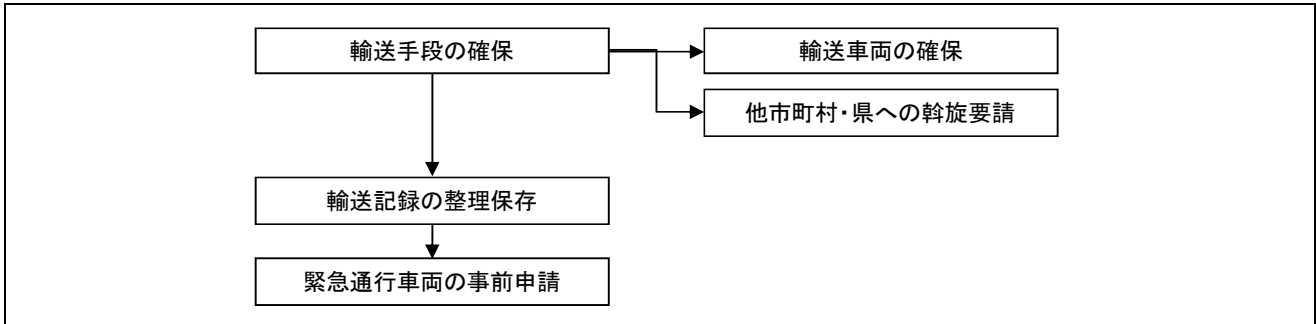 輸送手段の確保
輸送車両の確保
他市町村・県への斡旋要請
輸送記録の整理保存
緊急通行車両の事前申請